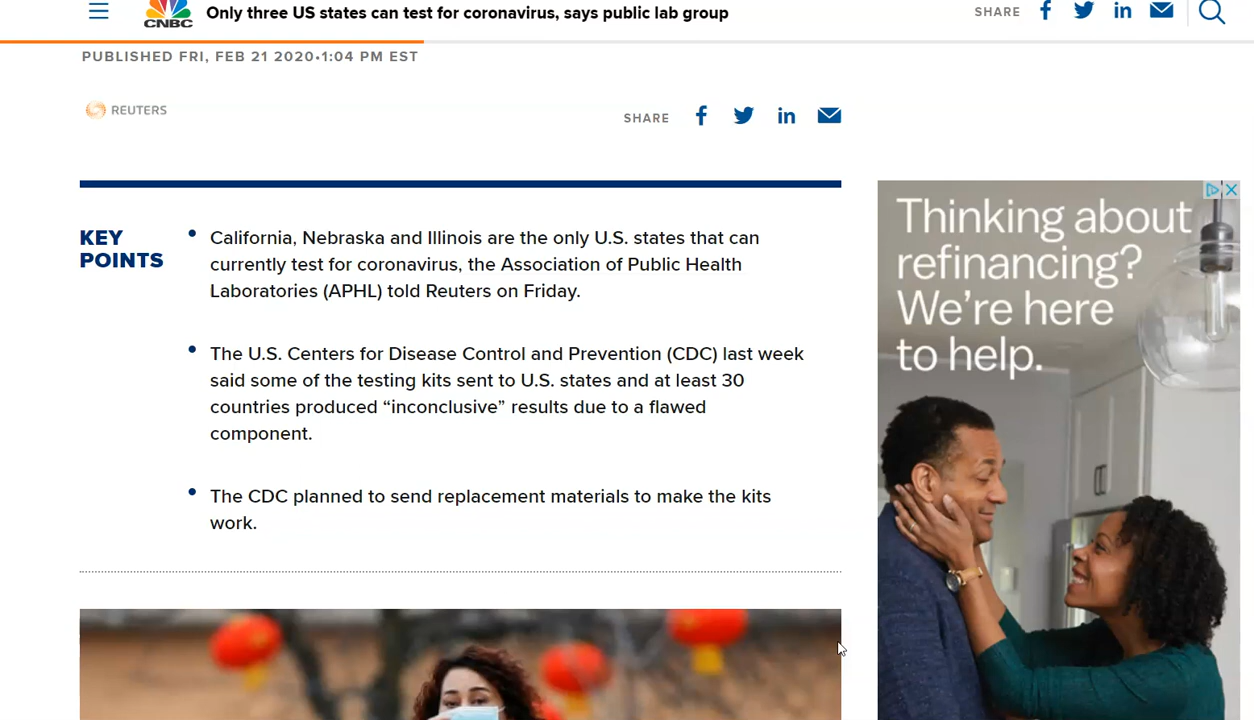 CNBC
Only three US states can test for coronavirus, says public lab group
SHARE
PUBLISHED FRI, FEB 21 2020•1:04 PM EST
REUTERS
SHARE
KEY
POINTS
California, Nebraska and Illinois are the only U.S. states that can
currently test for coronavirus, the Association of Public Health
Laboratories (APHL) told Reuters on Friday.
The U.S. Centers for Disease Control and Prevention (CDC) last week
said some of the testing kits sent to U.S. states and at least 30
countries produced “inconclusive” results due to a flawed
component.
The CDC planned to send replacement materials to make the kits
work.
Thinking about
refinancing?
We’re here
to help.